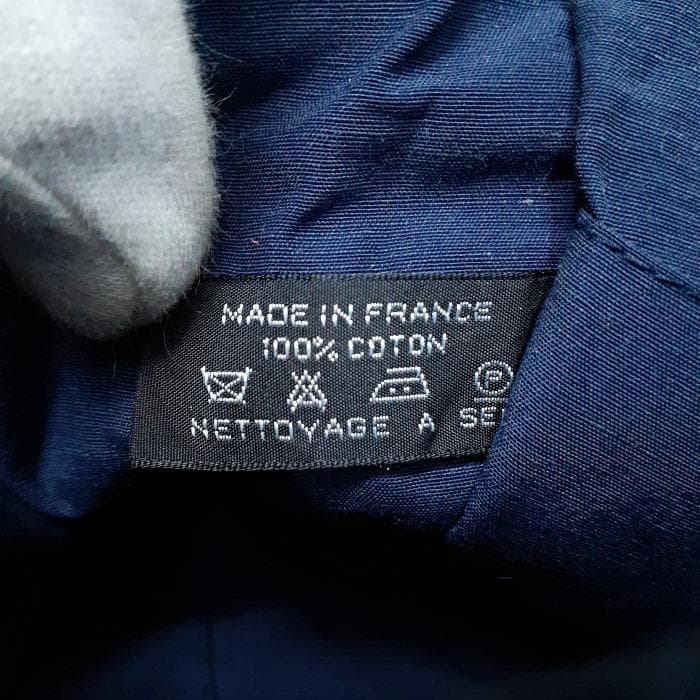 MADE IN FRANCE
100% COTON
P
NETTOYAGE A